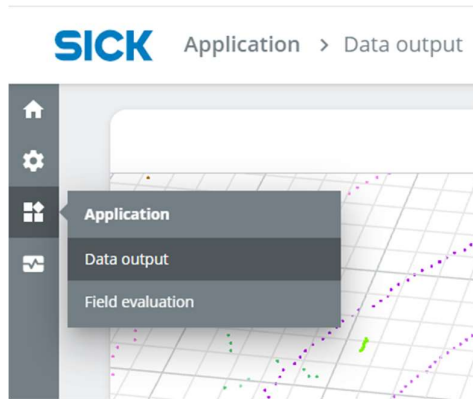 SICK Application > Data output
Application
Data output
Field evaluation